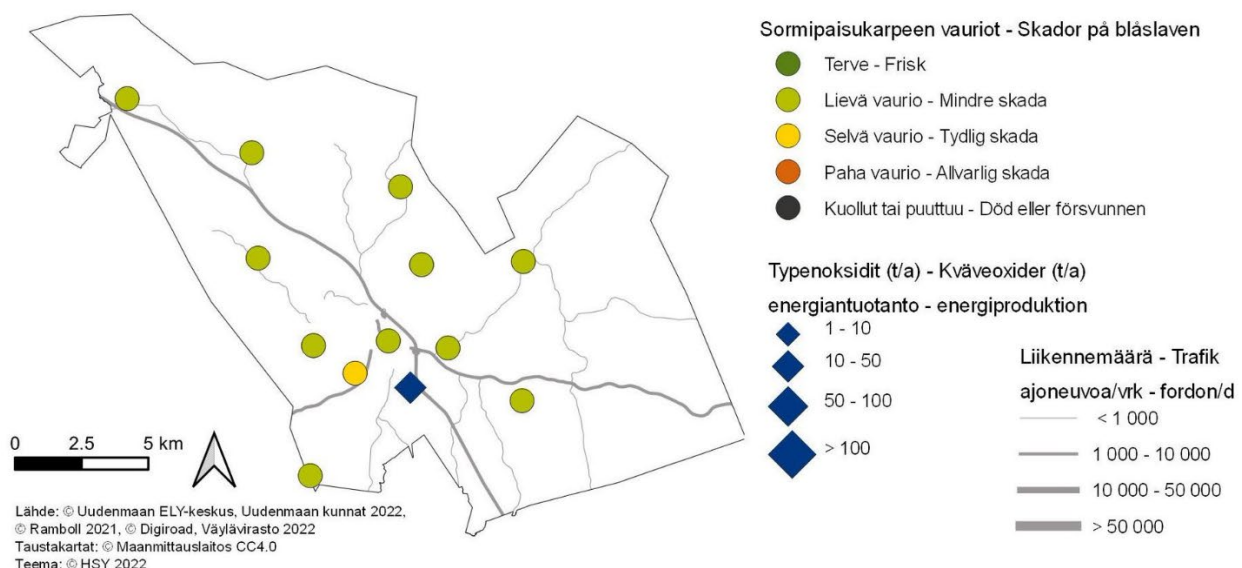 Sormipaisukarpeen vauriot - Skador på blåslaven
Terve - Frisk
Lievä vaurio - Mindre skada
Selvä vaurio - Tydlig skada
Paha vaurio - Allvarlig skada
Kuollut tai puuttuu - Död eller försvunnen
Typenoksidit (t/a) - Kväveoxider (t/a)
energiantuotanto - energiproduktion
1 - 10
10 - 50
50 - 100
> 100
Liikennemäärä - Trafik
ajoneuvoa/vrk - fordon/d
< 1 000
1 000 - 10 000
10 000 - 50 000
> 50 000
0 2.5 5 km
Lähde: © Uudenmaan ELY-keskus, Uudenmaan kunnat 2022,
© Ramboll 2021, © Digiroad, Väylävirasto 2022
Taustakartat: © Maanmittauslaitos CC4.0
Teema: © HSY 2022